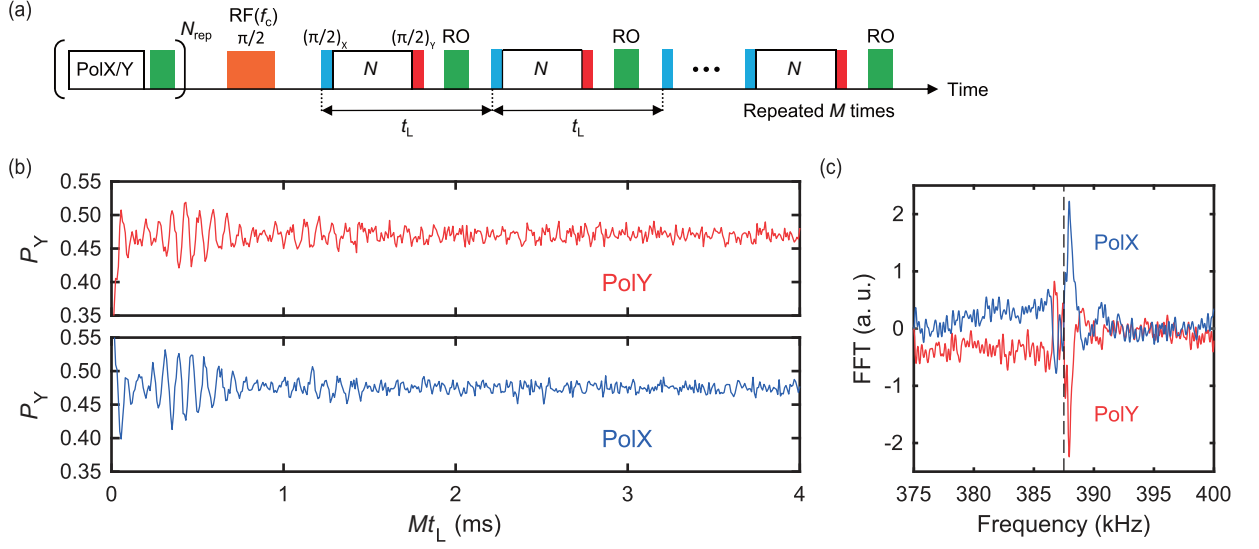 (a)
PolX/Y
N_rep
RF(f_c)
π/2
(π/2)_X
N
(π/2)_Y
RO
N
RO
•••
N
RO
Time
t_L
t_L
Repeated M times
(b)
0.55
0.50
0.45
0.40
0.35
P_Y
PolY
0.55
0.50
0.45
0.40
0.35
P_Y
PolX
0 1 2 3 4
Mt_L (ms)
(c)
2
1
0
-1
-2
FFT (a. u.)
PolX
PolY
375 380 385 390 395 400
Frequency (kHz)